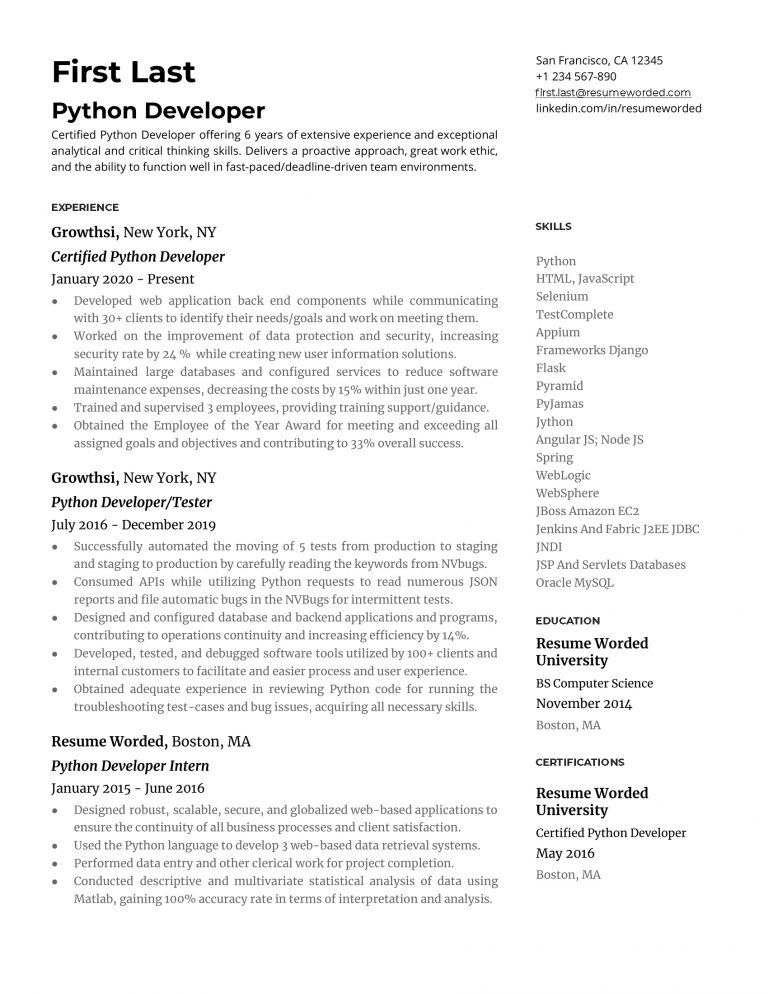 First Last
Python Developer
Certified Python Developer offering 6 years of extensive experience and exceptional
analytical and critical thinking skills. Delivers a proactive approach, great work ethic,
and the ability to function well in fast-paced/deadline-driven team environments.
San Francisco, CA 12345
+1 234 567-890
first.last@resumeworded.com
linkedin.com/in/resumeworded
EXPERIENCE
Growthsi, New York, NY
Certified Python Developer
January 2020 - Present
● Developed web application back end components while communicating
with 30+ clients to identify their needs/goals and work on meeting them.
● Worked on the improvement of data protection and security, increasing
security rate by 24 % while creating new user information solutions.
● Maintained large databases and configured services to reduce software
maintenance expenses, decreasing the costs by 15% within just one year.
● Trained and supervised 3 employees, providing training support/guidance.
● Obtained the Employee of the Year Award for meeting and exceeding all
assigned goals and objectives and contributing to 33% overall success.
Growthsi, New York, NY
Python Developer/Tester
July 2016 - December 2019
● Successfully automated the moving of 5 tests from production to staging
and staging to production by carefully reading the keywords from NVbugs.
● Consumed APIs while utilizing Python requests to read numerous JSON
reports and file automatic bugs in the NVBugs for intermittent tests.
● Designed and configured database and backend applications and programs,
contributing to operations continuity and increasing efficiency by 14%.
● Developed, tested, and debugged software tools utilized by 100+ clients and
internal customers to facilitate and easier process and user experience.
● Obtained adequate experience in reviewing Python code for running the
troubleshooting test-cases and bug issues, acquiring all necessary skills.
Resume Worded, Boston, MA
Python Developer Intern
January 2015 - June 2016
● Designed robust, scalable, secure, and globalized web-based applications to
ensure the continuity of all business processes and client satisfaction.
● Used the Python language to develop 3 web-based data retrieval systems.
● Performed data entry and other clerical work for project completion.
● Conducted descriptive and multivariate statistical analysis of data using
Matlab, gaining 100% accuracy rate in terms of interpretation and analysis.
SKILLS
Python
HTML, JavaScript
Selenium
TestComplete
Appium
Frameworks Django
Flask
Pyramid
PyJamas
Jython
Angular JS; Node JS
Spring
WebLogic
WebSphere
JBoss Amazon EC2
Jenkins And Fabric J2EE JDBC
JNDI
JSP And Servlets Databases
Oracle MySQL
EDUCATION
Resume Worded
University
BS Computer Science
November 2014
Boston, MA
CERTIFICATIONS
Resume Worded
University
Certified Python Developer
May 2016
Boston, MA